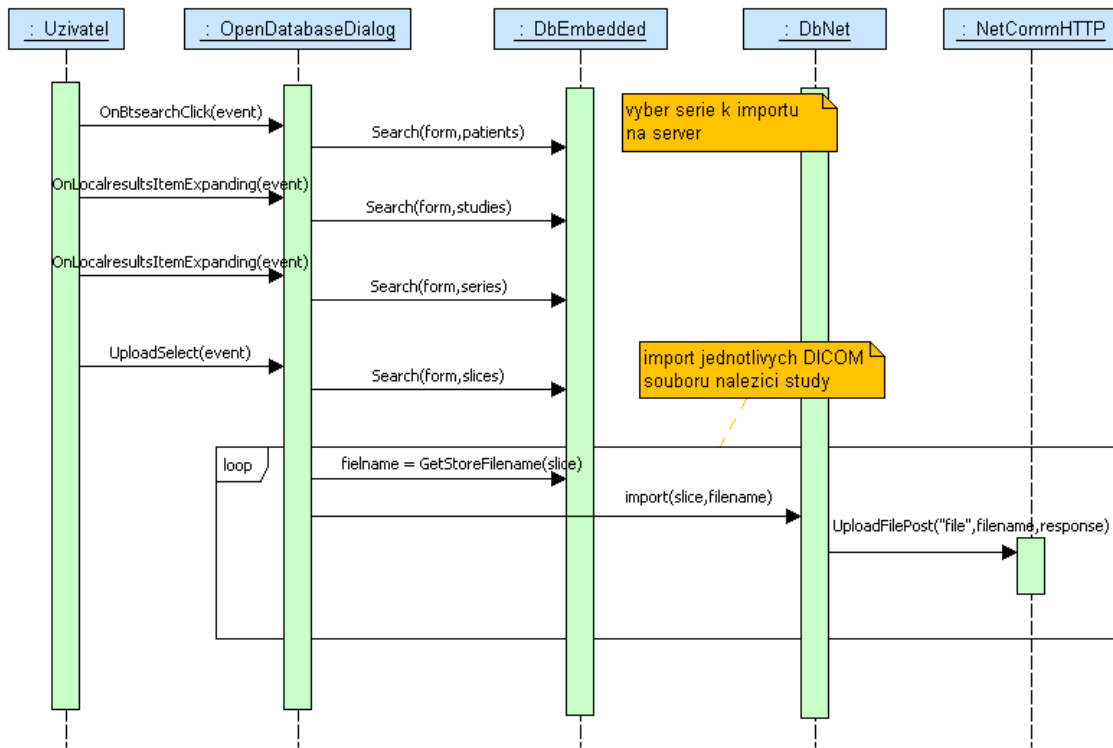 : Uzivatel
: OpenDatabaseDialog
: DbEmbedded
: DbNet
: NetCommHTTP
OnBtsearchClick(event)
vyber serie k importu
na server
Search(form,patients)
OnLocalresultsItemExpanding(event)
Search(form,studies)
OnLocalresultsItemExpanding(event)
Search(form,series)
UploadSelect(event)
import jednotlivych DICOM
souboru nalezici study
Search(form,slices)
loop
fielname = GetStoreFilename(slice)
import(slice,filename)
UploadFilePost("file",filename,response)